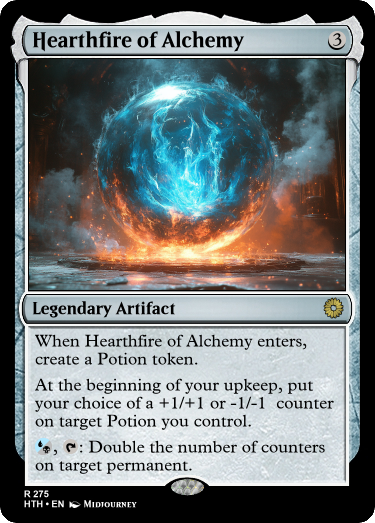 Hearthfire of Alchemy 3
Legendary Artifact
When Hearthfire of Alchemy enters,
create a Potion token.
At the beginning of your upkeep, put
your choice of a +1/+1 or -1/-1 counter
on target Potion you control.
, : Double the number of counters
on target permanent.
R 275
HTH • EN Midjourney